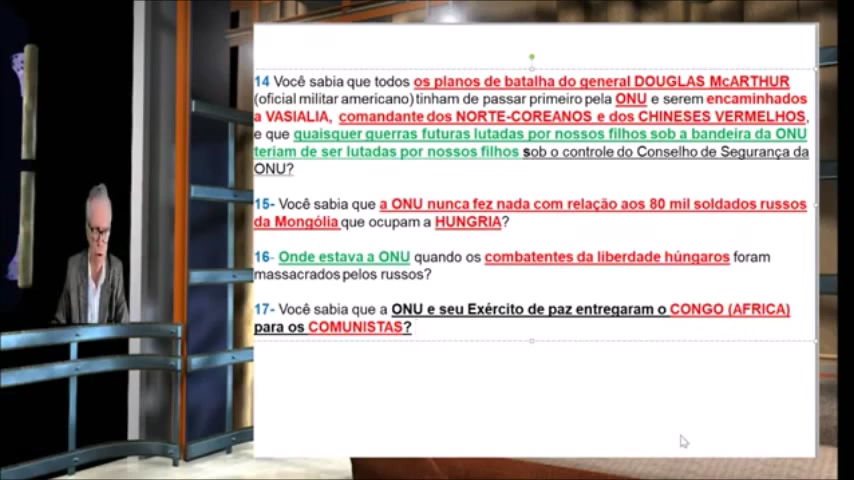 14 Você sabia que todos os planos de batalha do general DOUGLAS McARTHUR
(oficial militar americano) tinham de passar primeiro pela ONU e serem encaminhados
a VASIALIA, comandante dos NORTE-COREANOS e dos CHINESES VERMELHOS,
e que quaisquer guerras futuras lutadas por nossos filhos sob a bandeira da ONU
teriam de ser lutadas por nossos filhos sob o controle do Conselho de Segurança da
ONU?
15- Você sabia que a ONU nunca fez nada com relação aos 80 mil soldados russos
da Mongólia que ocupam a HUNGRIA?
16- Onde estava a ONU quando os combatentes da liberdade húngaros foram
massacrados pelos russos?
17- Você sabia que a ONU e seu Exército de paz entregaram o CONGO (AFRICA)
para os COMUNISTAS?